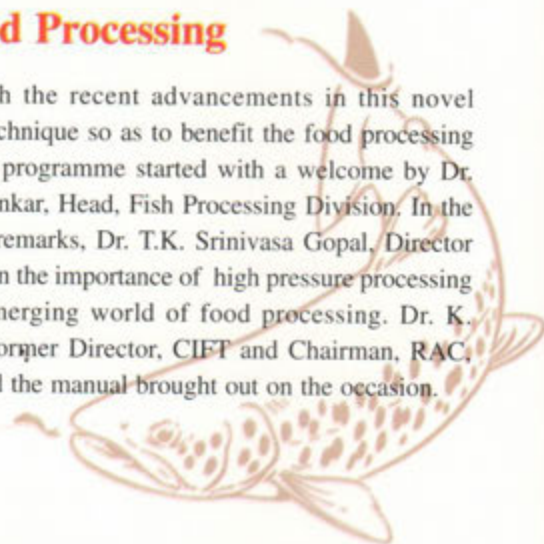 d Processing
h the recent advancements in this novel
chnique so as to benefit the food processing
programme started with a welcome by Dr.
nkar, Head, Fish Processing Division. In the
remarks, Dr. T.K. Srinivasa Gopal, Director
n the importance of high pressure processing
nerging world of food processing. Dr. K.
ormer Director, CIFT and Chairman, RAC,
l the manual brought out on the occasion.